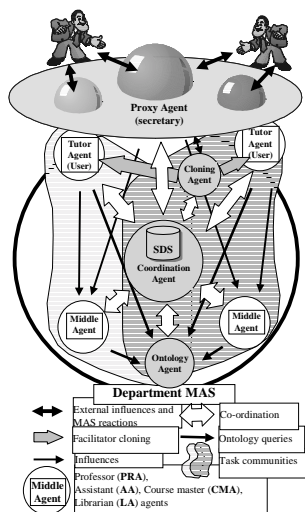 Proxy Agent
(secretary)
Tutor
Agent
(User)
Tutor
Agent
(User)
Cloning
Agent
SDS
Coordination
Agent
Middle
Agent
Middle
Agent
Ontology
Agent
Department MAS
External influences and
MAS reactions
Co-ordination
Facilitator cloning
Ontology queries
Influences
Task communities
Middle
Agent
Professor (PRA),
Assistant (AA), Course master (CMA),
Librarian (LA) agents